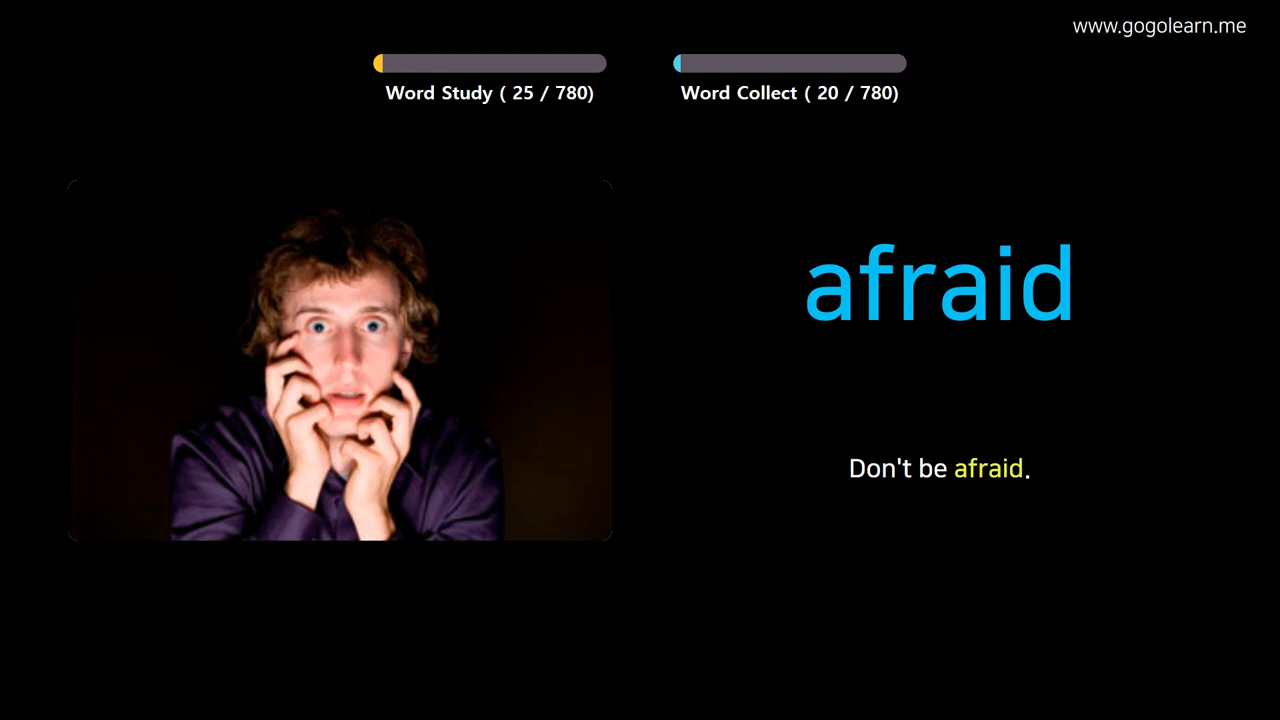 www.gogolearn.me
Word Study ( 25 / 780)
Word Collect ( 20 / 780)
afraid
Don't be afraid.